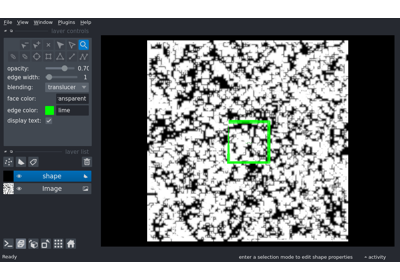 File View Window Plugins Help
layer controls
opacity: 0.70
edge width: 1
blending: translucer
face color: ansparent
edge color: lime
display text:
layer list
shape
Image
Ready
enter a selection mode to edit shape properties
activity